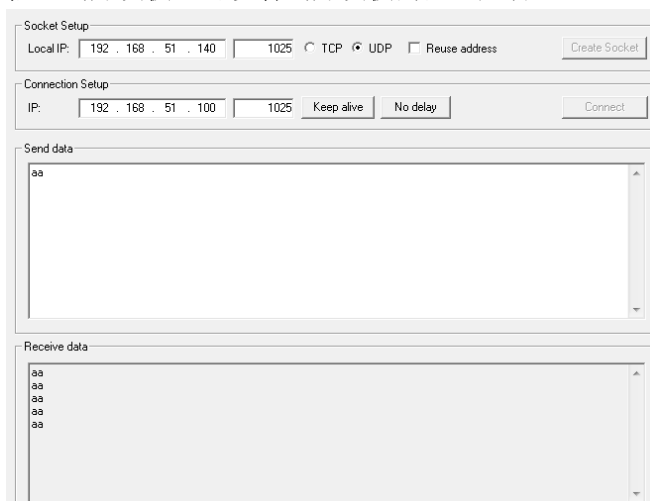 Socket Setup
Local IP: 192 . 168 . 51 . 140 1025 TCP UDP Reuse address Create Socket
Connection Setup
IP: 192 . 168 . 51 . 100 1025 Keep alive No delay Connect
Send data
aa
Receive data
aa
aa
aa
aa
aa